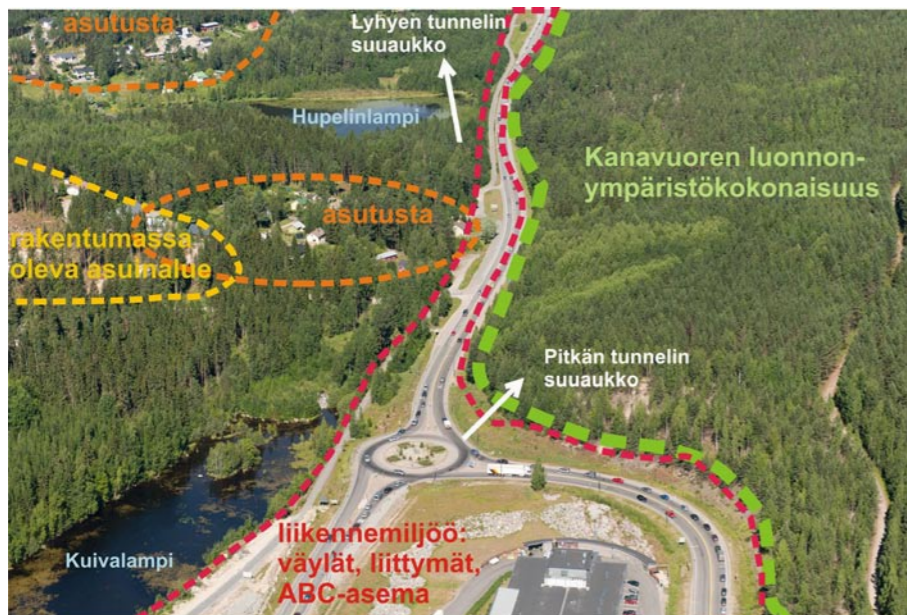 asutusta
Lyhyen tunnelin
suuaukko
Hupelinlampi
Kanavuoren luonnon-
ympäristökokonaisuus
asutusta
rakentumassa
oleva asuinalue
Pitkän tunnelin
suuaukko
liikennemiljöö:
väylät, liittymät,
ABC-asema
Kuivalampi